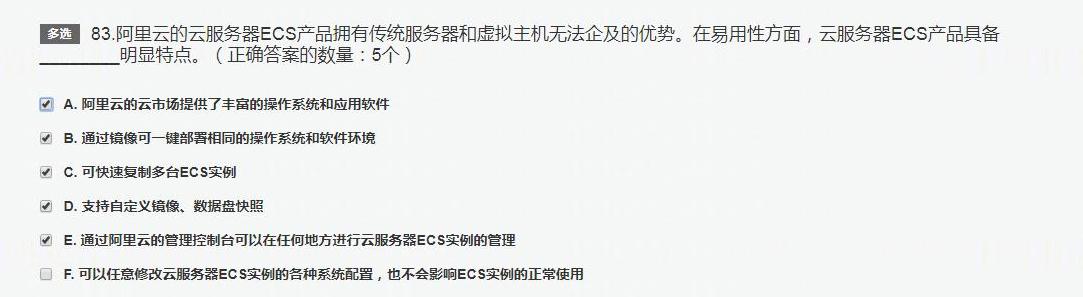 多选 83.阿里云的云服务器ECS产品拥有传统服务器和虚拟主机无法企及的优势。在易用性方面，云服务器ECS产品具备
________明显特点。（正确答案的数量：5个）
A. 阿里云的云市场提供了丰富的操作系统和应用软件
B. 通过镜像可一键部署相同的操作系统和软件环境
C. 可快速复制多台ECS实例
D. 支持自定义镜像、数据盘快照
E. 通过阿里云的管理控制台可以在任何地方进行云服务器ECS实例的管理
F. 可以任意修改云服务器ECS实例的各种系统配置，也不会影响ECS实例的正常使用